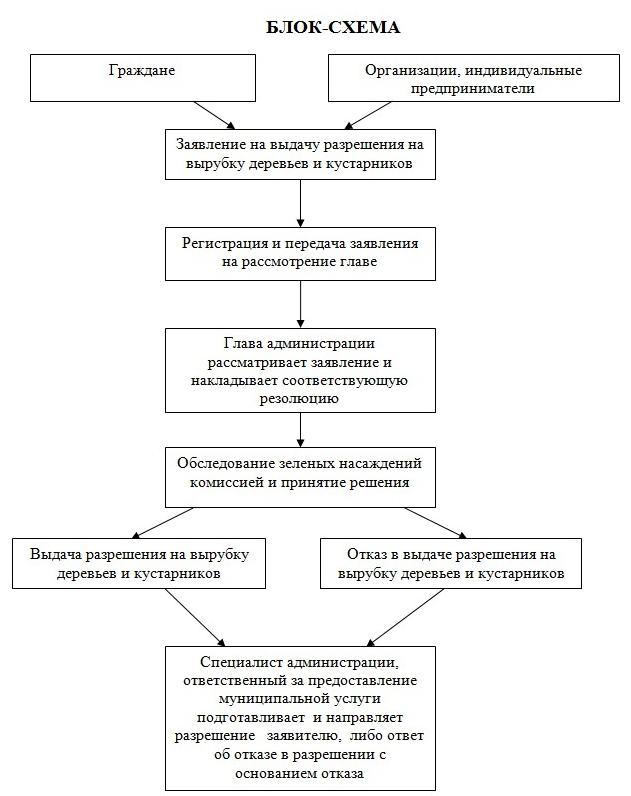 БЛОК-СХЕМА
Граждане
Организации, индивидуальные
предприниматели
Заявление на выдачу разрешения на
вырубку деревьев и кустарников
Регистрация и передача заявления
на рассмотрение главе
Глава администрации
рассматривает заявление и
накладывает соответствующую
резолюцию
Обследование зеленых насаждений
комиссией и принятие решения
Выдача разрешения на вырубку
деревьев и кустарников
Отказ в выдаче разрешения на
вырубку деревьев и кустарников
Специалист администрации,
ответственный за предоставление
муниципальной услуги
подготавливает и направляет
разрешение заявителю, либо ответ
об отказе в разрешении с
основанием отказа